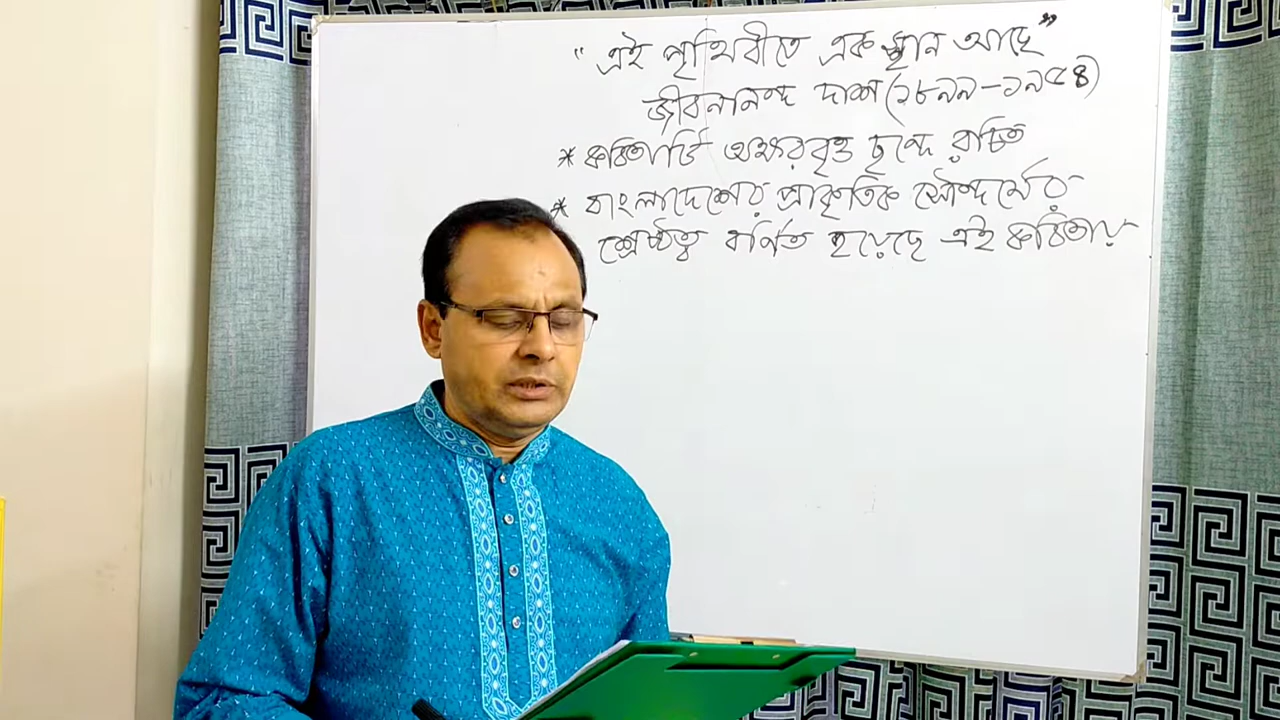 "এই পৃথিবীতে এক স্থান আছে"
জীবনানন্দ দাশ (১৮৯৯-১৯৫৪)
* কবিতাটি অক্ষরবৃত্ত ছন্দে রচিত
* বাংলাদেশের প্রাকৃতিক সৌন্দর্যের
শ্রেষ্ঠত্ব বর্ণিত হয়েছে এই কবিতায়